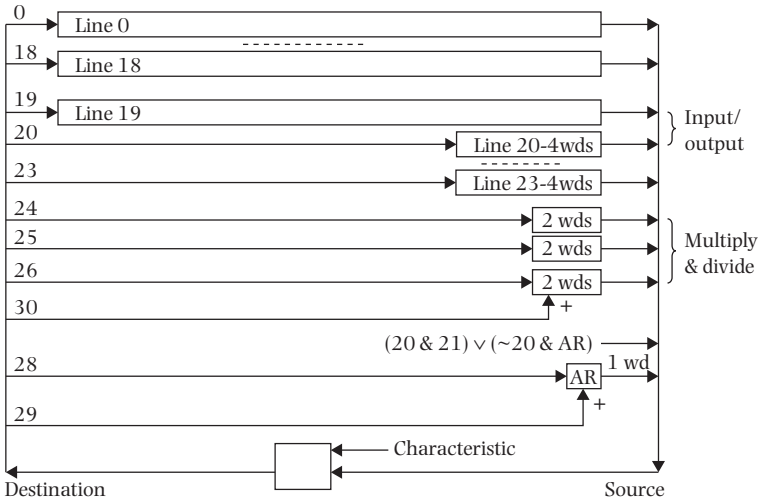 0
Line 0
18
Line 18
19
Line 19
20
Line 20-4wds
Input/
output
23
Line 23-4wds
24
2 wds
25
2 wds
Multiply
& divide
26
2 wds
30
+
(20 & 21) ∨ (~20 & AR)
28
AR
1 wd
29
+
Characteristic
Destination
Source